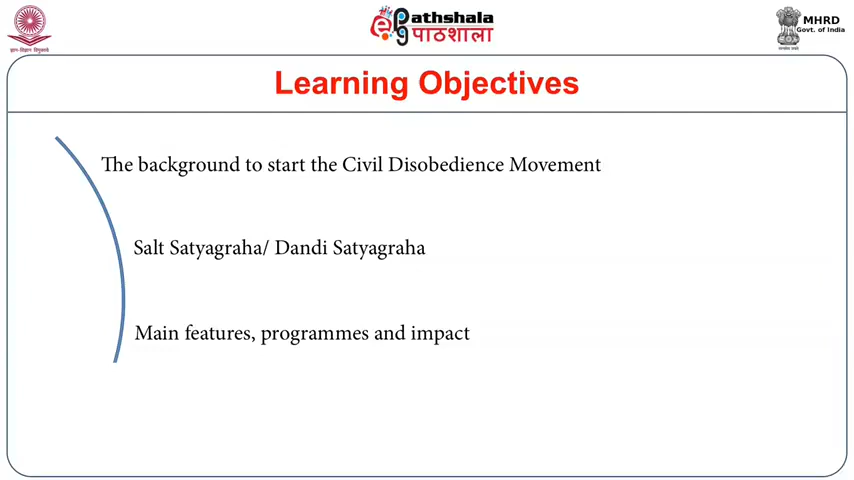 ePathshala
पाठशाला
MHRD
Govt. of India
Learning Objectives
The background to start the Civil Disobedience Movement
Salt Satyagraha/ Dandi Satyagraha
Main features, programmes and impact